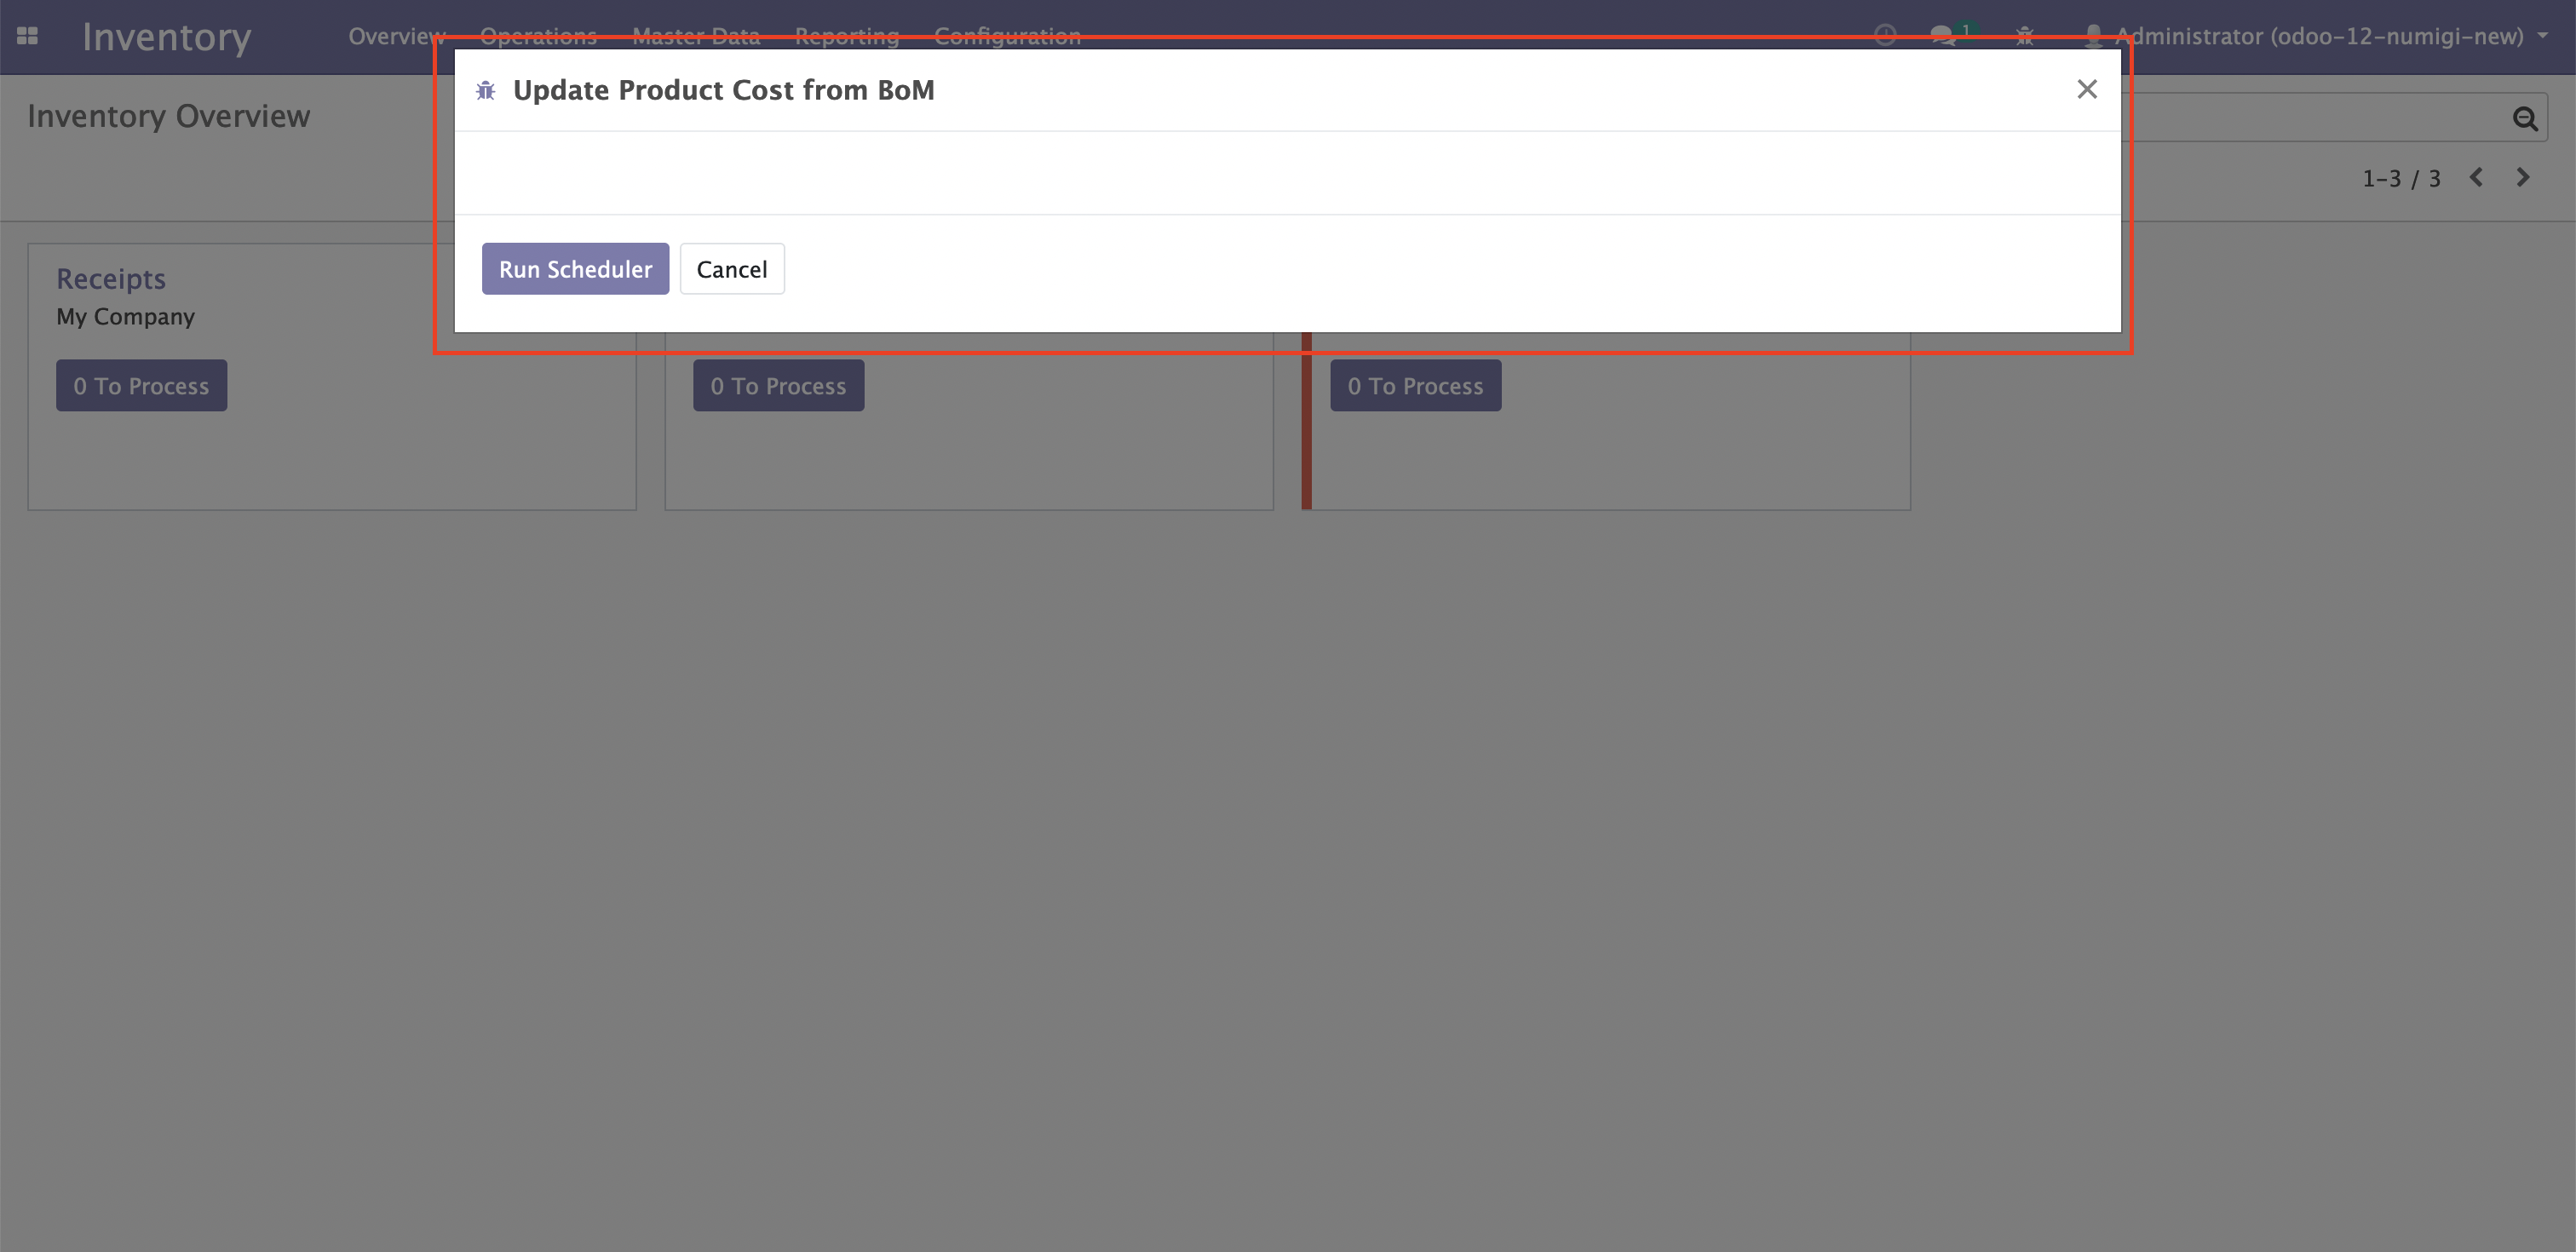 Inventory Overview Operations Master Data Reporting Configuration 1 Administrator (odoo-12-numigi-new)
Update Product Cost from BoM
Inventory Overview
1-3 / 3
Run Scheduler Cancel
Receipts
My Company
0 To Process 0 To Process 0 To Process